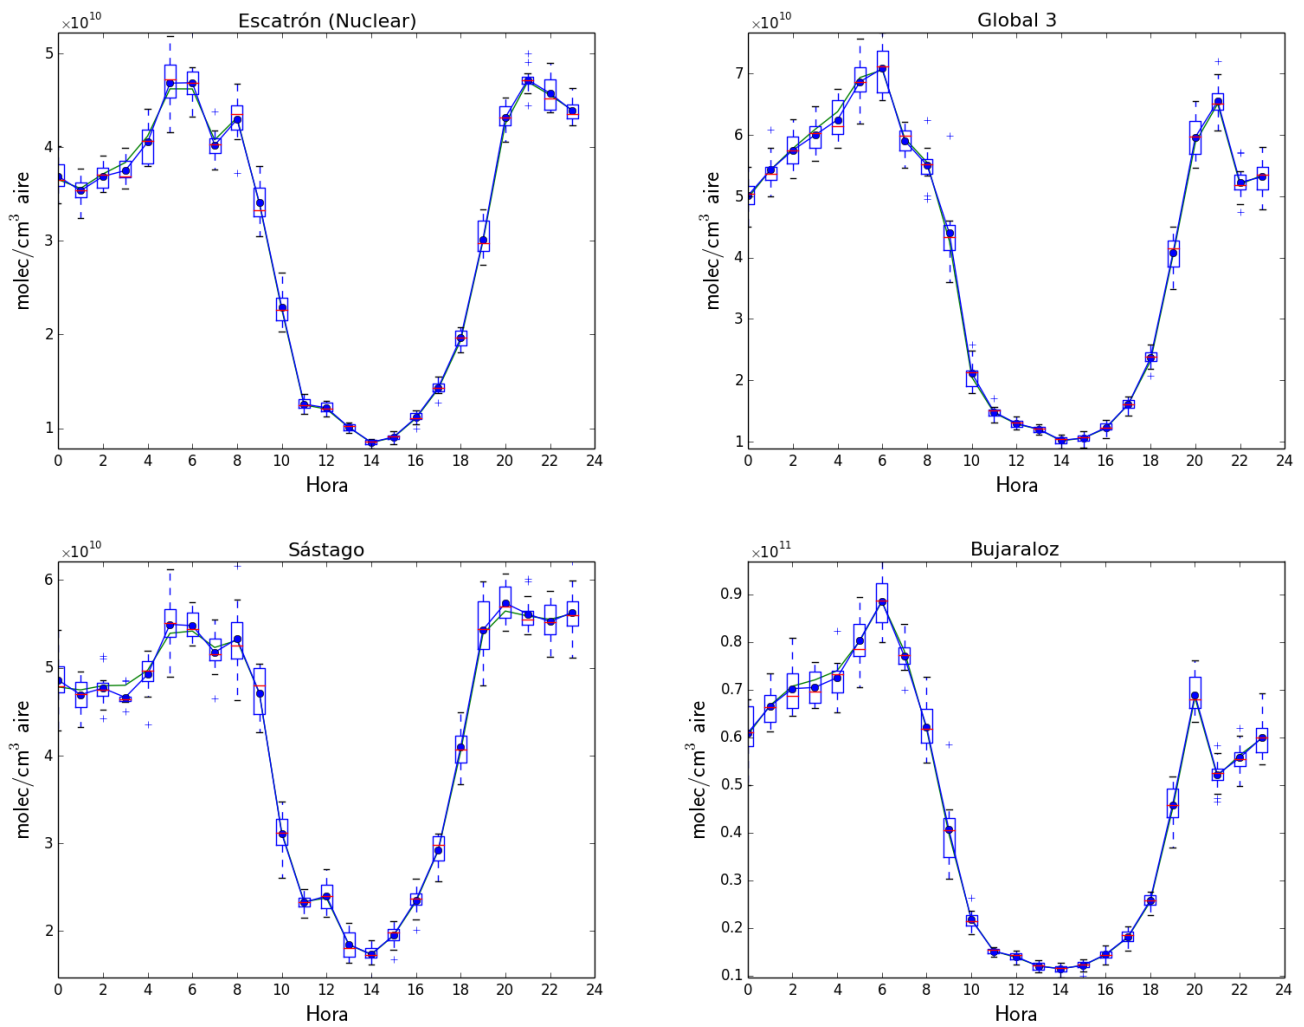 ×10¹⁰
Escatrón (Nuclear)
5
4
3
2
1
molec/cm³ aire
0 2 4 6 8 10 12 14 16 18 20 22 24
Hora
×10¹⁰
Global 3
7
6
5
4
3
2
1
molec/cm³ aire
0 2 4 6 8 10 12 14 16 18 20 22 24
Hora
×10¹⁰
Sástago
6
5
4
3
2
molec/cm³ aire
0 2 4 6 8 10 12 14 16 18 20 22 24
Hora
×10¹¹
Bujaraloz
0.9
0.8
0.7
0.6
0.5
0.4
0.3
0.2
0.1
molec/cm³ aire
0 2 4 6 8 10 12 14 16 18 20 22 24
Hora